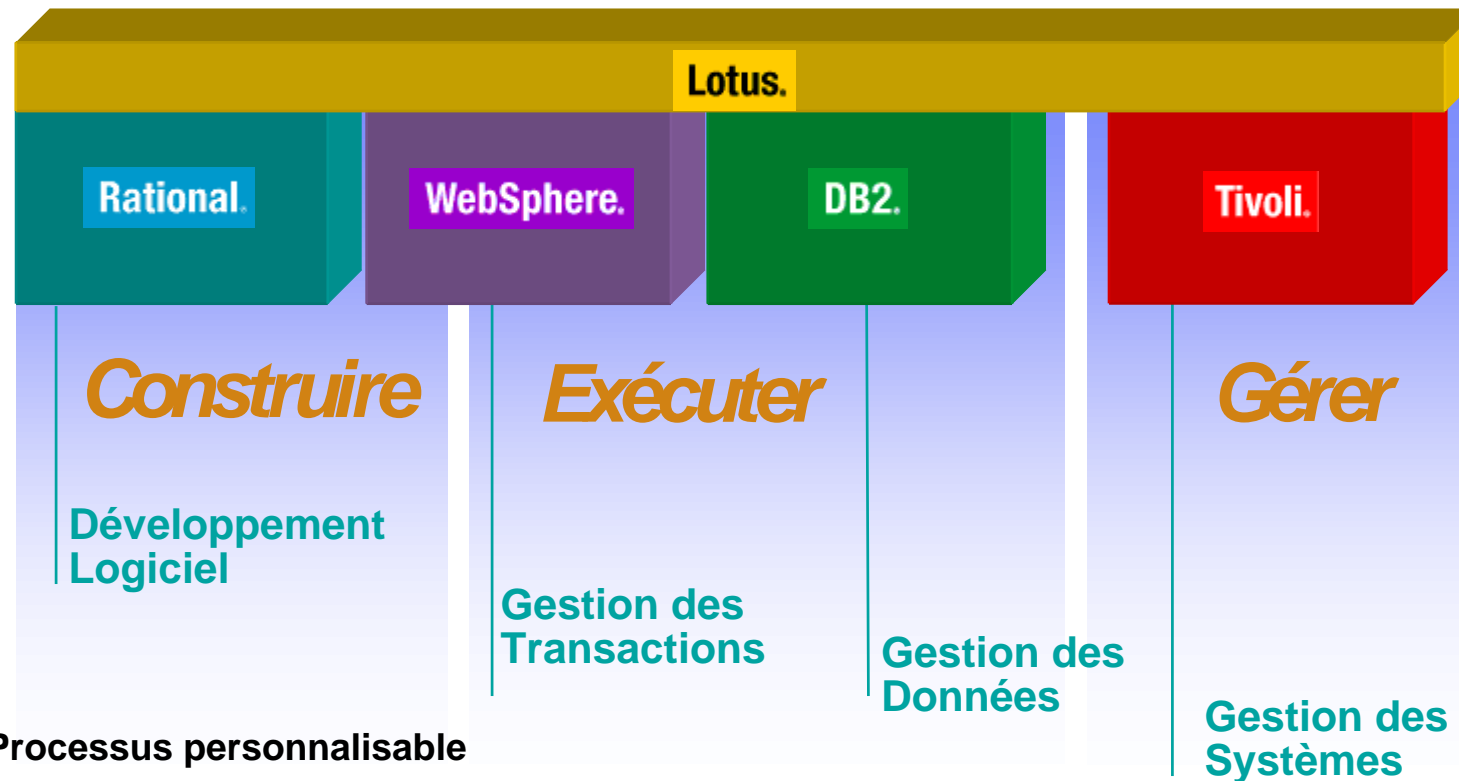 Lotus.
Rational.
WebSphere.
DB2.
Tivoli.
Construire
Exécuter
Gérer
Développement
Logiciel
Gestion des
Transactions
Gestion des
Données
Gestion des
Systèmes
Processus personnalisable